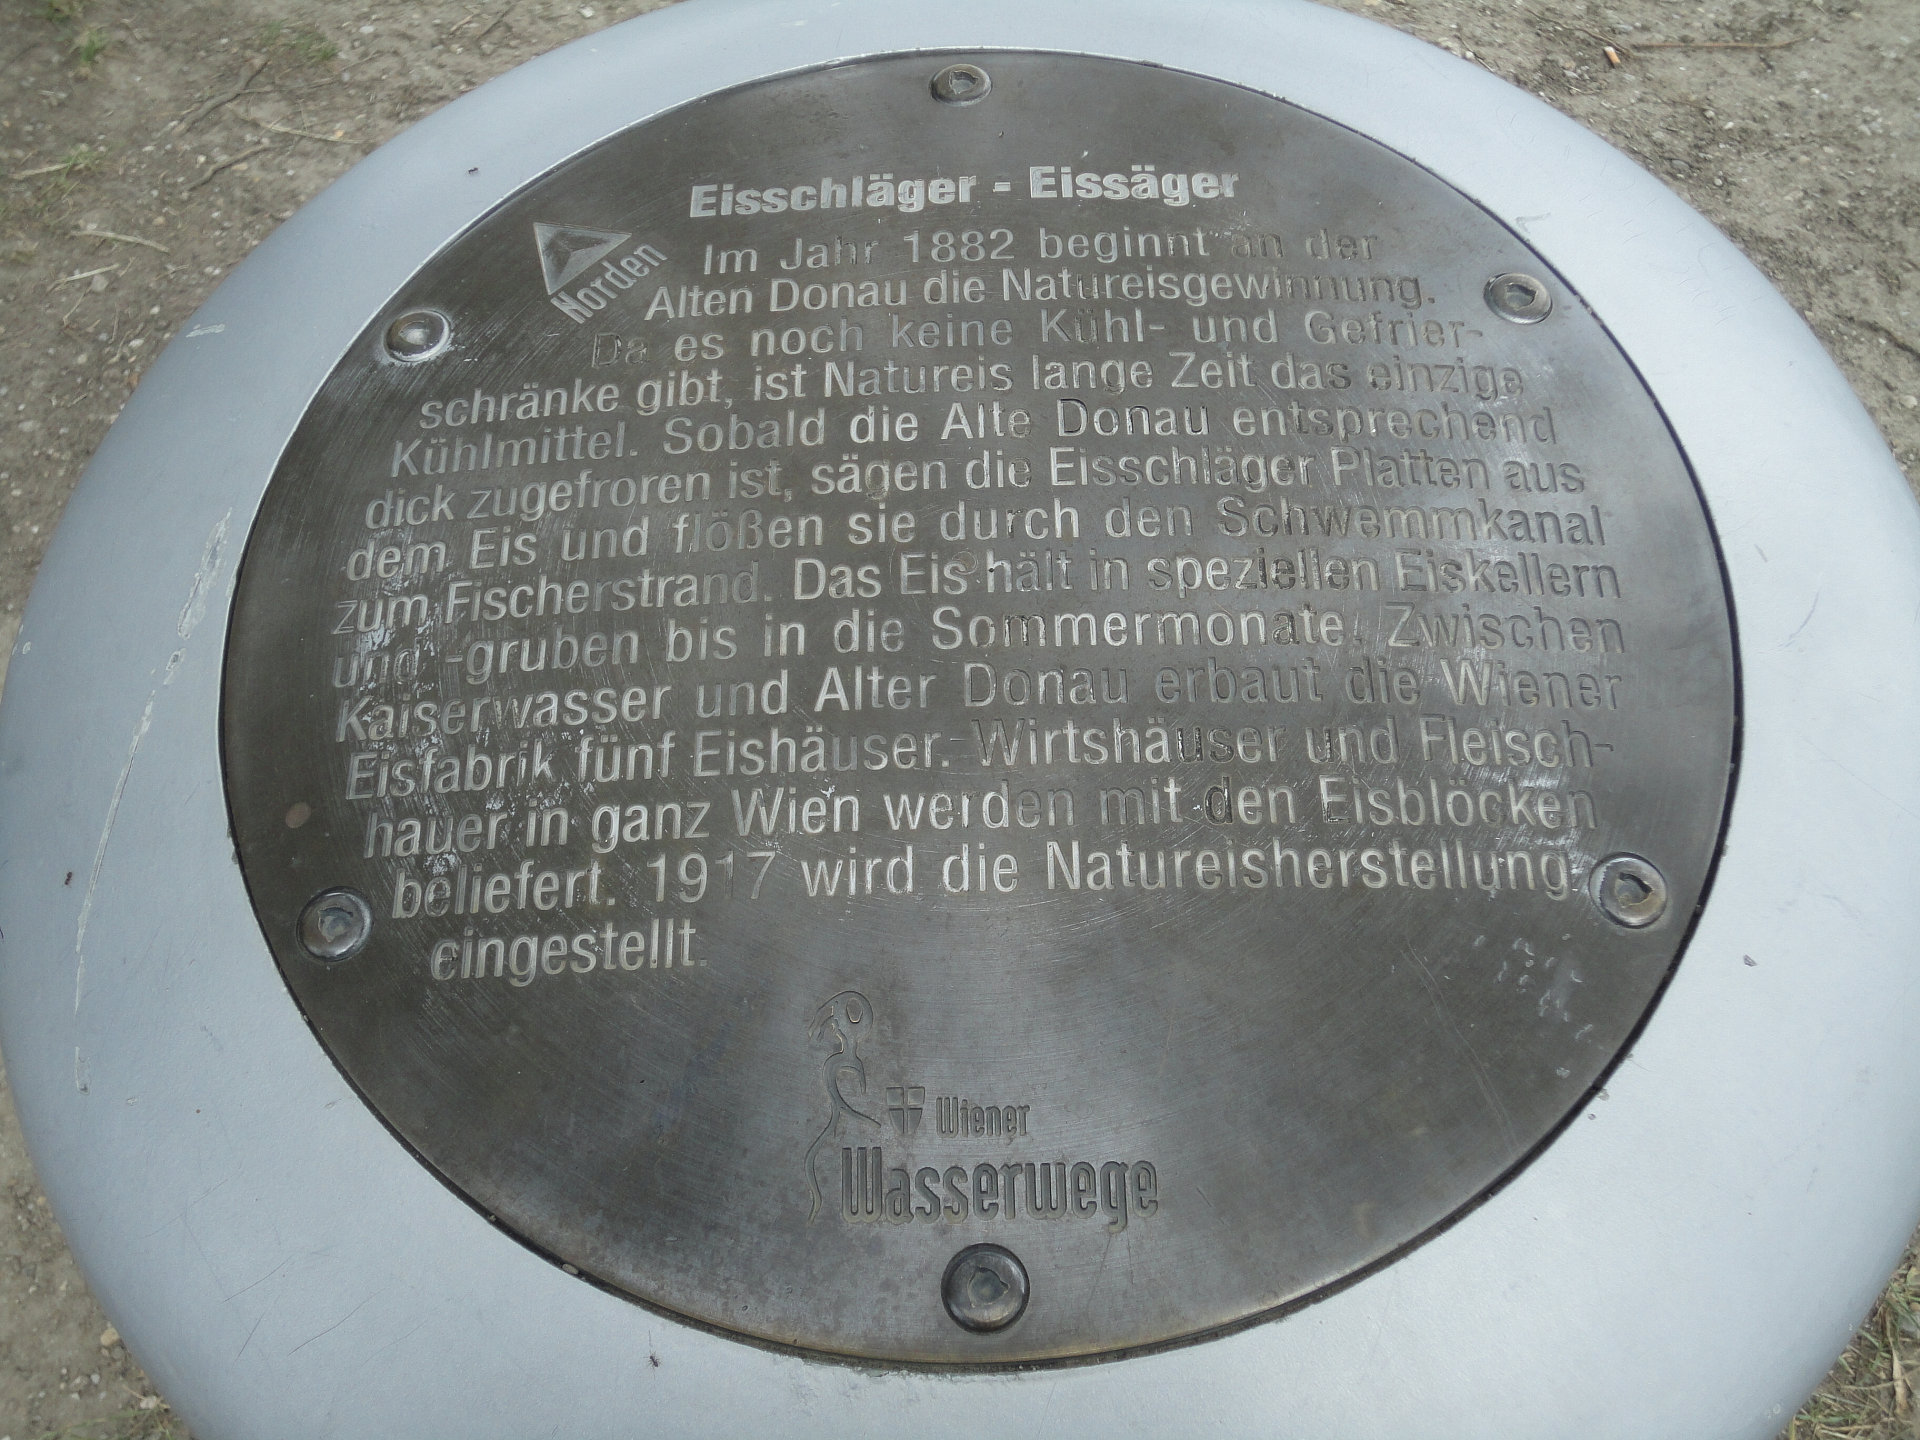 Eisschläger - Eissäger
Norden
Im Jahr 1882 beginnt an der
Alten Donau die Natureisgewinnung.
Da es noch keine Kühl- und Gefrier-
schränke gibt, ist Natureis lange Zeit das einzige
Kühlmittel. Sobald die Alte Donau entsprechend
dick zugefroren ist, sägen die Eisschläger Platten aus
dem Eis und flößen sie durch den Schwemmkanal
zum Fischerstrand. Das Eis hält in speziellen Eiskellern
und -gruben bis in die Sommermonate. Zwischen
Kaiserwasser und Alter Donau erbaut die Wiener
Eisfabrik fünf Eishäuser. Wirtshäuser und Fleisch-
hauer in ganz Wien werden mit den Eisblöcken
beliefert. 1917 wird die Natureisherstellung
eingestellt.
Wiener
Wasserwege